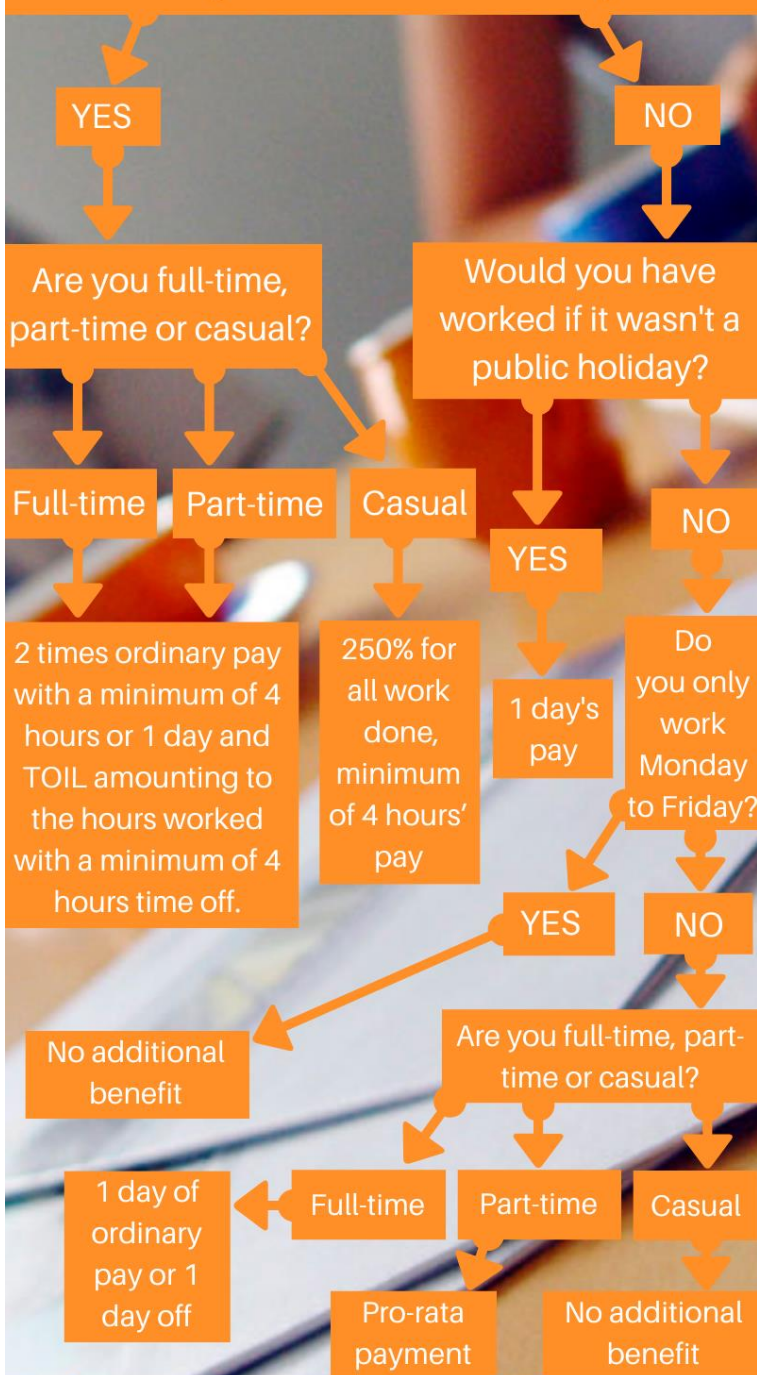 YES
NO
Are you full-time,
part-time or casual?
Would you have
worked if it wasn't a
public holiday?
Full-time
Part-time
Casual
YES
NO
2 times ordinary pay
with a minimum of 4
hours or 1 day and
TOIL amounting to
the hours worked
with a minimum of 4
hours time off.
250% for
all work
done,
minimum
of 4 hours’
pay
1 day's
pay
Do
you only
work
Monday
to Friday?
YES
NO
No additional
benefit
Are you full-time, part-
time or casual?
Full-time
Part-time
Casual
1 day of
ordinary
pay or 1
day off
Pro-rata
payment
No additional
benefit